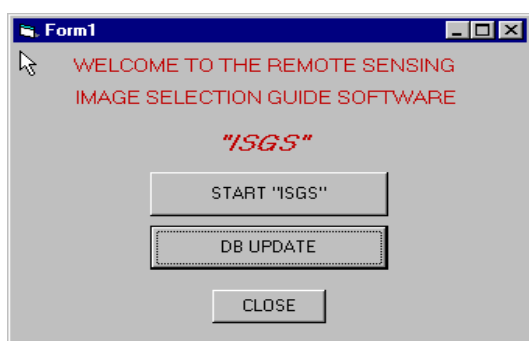 Form1
WELCOME TO THE REMOTE SENSING
IMAGE SELECTION GUIDE SOFTWARE
"ISGS"
START "ISGS"
DB UPDATE
CLOSE